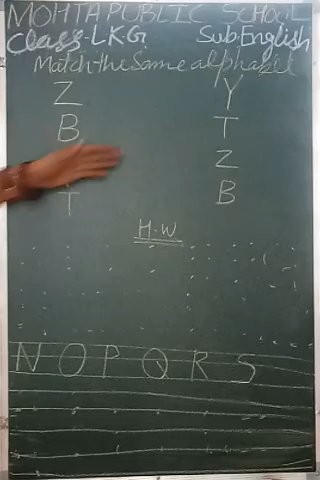 MOHTA PUBLIC SCHOOL
Class-LKG Sub:English
Match the Same alphabet
Z Y
B T
Z
T B
H.W
N O P Q R S